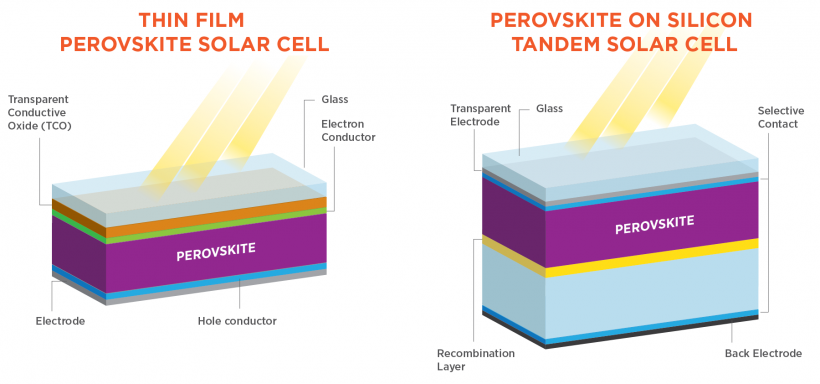 THIN FILM
PEROVSKITE SOLAR CELL
Transparent
Conductive
Oxide (TCO)
Glass
Electron
Conductor
PEROVSKITE
Electrode
Hole conductor
PEROVSKITE ON SILICON
TANDEM SOLAR CELL
Transparent
Electrode
Glass
Selective
Contact
PEROVSKITE
Recombination
Layer
Back Electrode